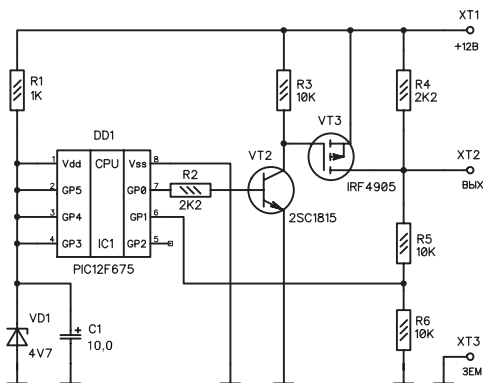 XT1
+12В
R1
1K
R3
10K
R4
2K2
VT3
IRF4905
DD1
1 Vdd CPU Vss 8
2 GP5 GP0 7
3 GP4 GP1 6
4 GP3 IC1 GP2 5
PIC12F675
R2
2K2
VT2
2SC1815
XT2
ВЫХ
R5
10K
R6
10K
VD1
4V7
C1
+
10,0
XT3
ЗЕМ